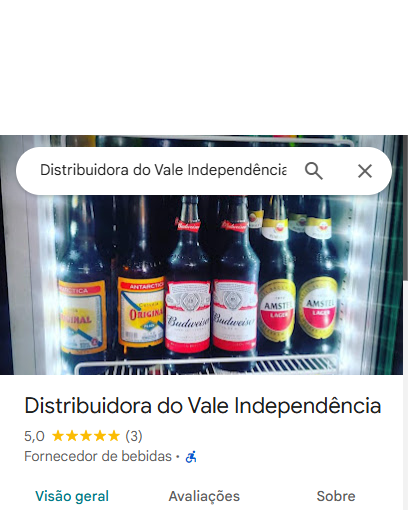 Distribuidora do Vale Independência
ANTARCTICA
ORIGINAL
ANTARCTICA
ORIGINAL
Budweiser
Budweiser
AMSTEL
LAGER
AMSTEL
LAGER
Distribuidora do Vale Independência
5,0 ★★★★★ (3)
Fornecedor de bebidas •
Visão geral
Avaliações
Sobre